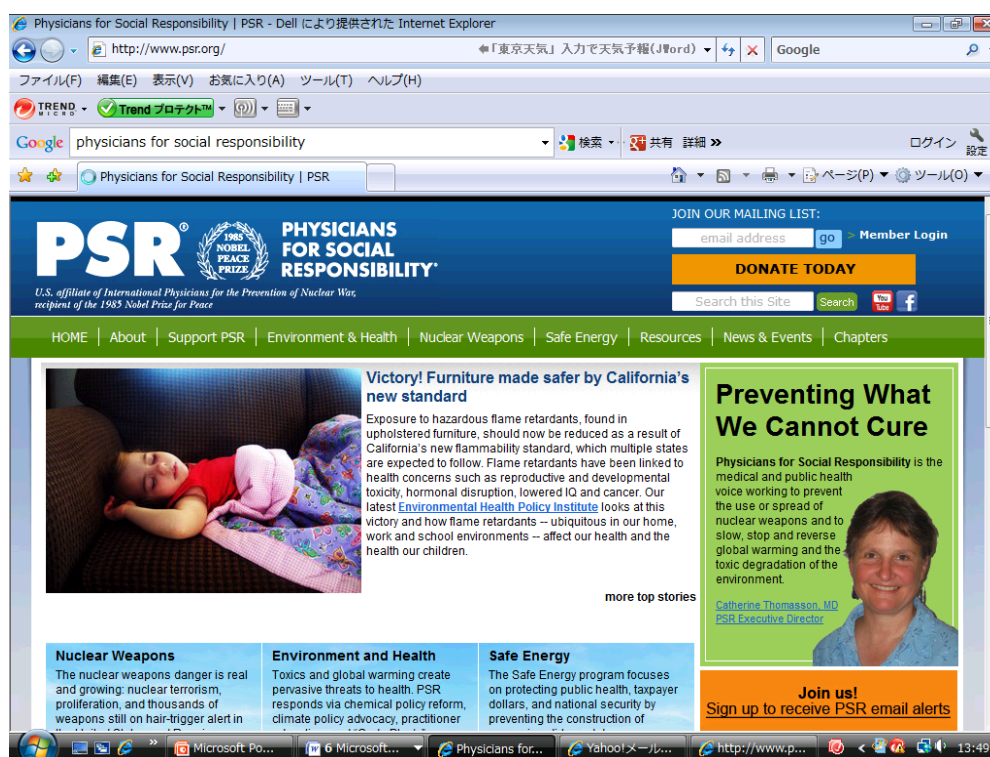 Physicians for Social Responsibility | PSR - Dell により提供された Internet Explorer
http://www.psr.org/
「東京天気」入力で天気予報(JWord)
Google
ファイル(F) 編集(E) 表示(V) お気に入り(A) ツール(T) ヘルプ(H)
TREND MICRO
Trend プロテクト™
Google physicians for social responsibility 検索 共有 詳細 » ログイン 設定
Physicians for Social Responsibility | PSR
ページ(P) ツール(O)
JOIN OUR MAILING LIST:
email address go > Member Login
DONATE TODAY
Search this Site Search You Tube f
PSR®
1985
NOBEL
PEACE
PRIZE
PHYSICIANS
FOR SOCIAL
RESPONSIBILITY
U.S. affiliate of International Physicians for the Prevention of Nuclear War,
recipient of the 1985 Nobel Prize for Peace
HOME | About | Support PSR | Environment & Health | Nuclear Weapons | Safe Energy | Resources | News & Events | Chapters
Victory! Furniture made safer by California's
new standard
Exposure to hazardous flame retardants, found in
upholstered furniture, should now be reduced as a result of
California's new flammability standard, which multiple states
are expected to follow. Flame retardants have been linked to
health concerns such as reproductive and developmental
toxicity, hormonal disruption, lowered IQ and cancer. Our
latest Environmental Health Policy Institute looks at this
victory and how flame retardants -- ubiquitous in our home,
work and school environments -- affect our health and the
health our children.
more top stories
Preventing What
We Cannot Cure
Physicians for Social Responsibility is the
medical and public health
voice working to prevent
the use or spread of
nuclear weapons and to
slow, stop and reverse
global warming and the
toxic degradation of the
environment.
Catherine Thomasson, MD
PSR Executive Director
Nuclear Weapons
The nuclear weapons danger is real
and growing: nuclear terrorism,
proliferation, and thousands of
weapons still on hair-trigger alert in
Environment and Health
Toxics and global warming create
pervasive threats to health. PSR
responds via chemical policy reform,
climate policy advocacy, practitioner
Safe Energy
The Safe Energy program focuses
on protecting public health, taxpayer
dollars, and national security by
preventing the construction of
Join us!
Sign up to receive PSR email alerts
Microsoft Po...
6 Microsoft...
Physicians for...
Yahoo!メール...
http://www.p...
13:49